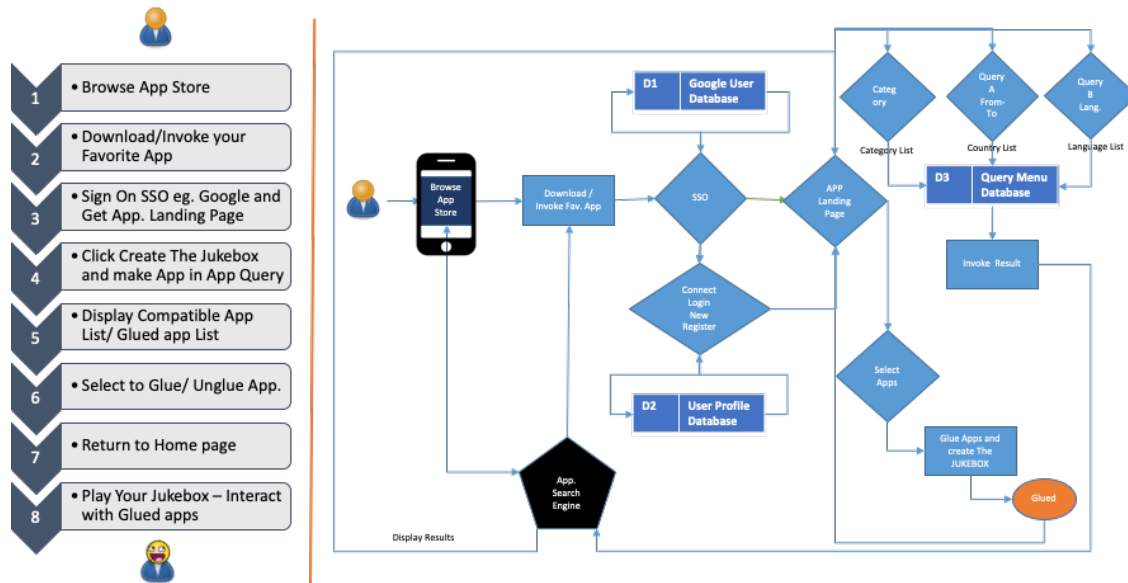 1
• Browse App Store
2
• Download/Invoke your
Favorite App
3
• Sign On SSO eg. Google and
Get App. Landing Page
4
• Click Create The Jukebox
and make App in App Query
5
• Display Compatible App
List/ Glued app List
6
• Select to Glue/ Unglue App.
7
• Return to Home page
8
• Play Your Jukebox – Interact
with Glued apps
Browse
App
Store
Download /
Invoke Fav. App
D1
Google User
Database
SSO
Connect
Login
New
Register
D2
User Profile
Database
App.
Search
Engine
Display Results
APP
Landing
Page
Categ
ory
Query
A
From-
To
Query
B
Lang.
Category List
Country List
Language List
D3
Query Menu
Database
Invoke Result
Select
Apps
Glue Apps and
create The
JUKEBOX
Glued